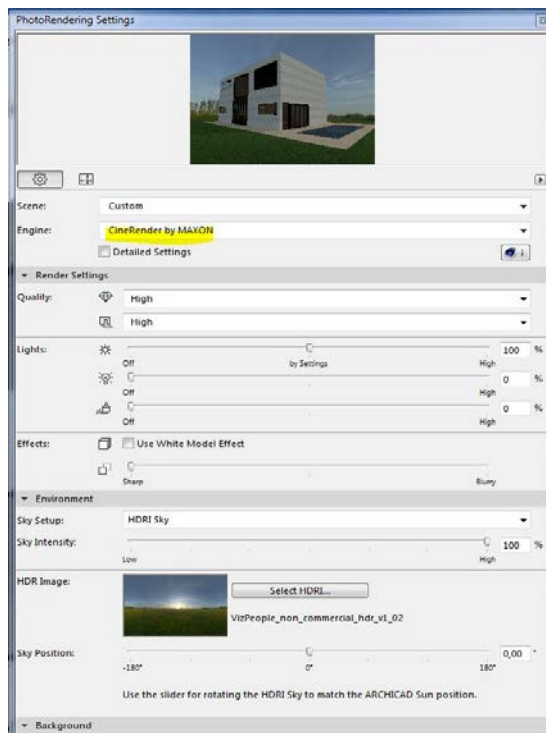 PhotoRendering Settings
Scene: Custom
Engine: CineRender by MAXON
Detailed Settings
Render Settings
Quality: High
High
Lights: 100 %
Off by Settings High
0 %
Off High
0 %
Off High
Effects: Use White Model Effect
Sharp Blurry
Environment
Sky Setup: HDRI Sky
Sky Intensity: 100 %
Low High
HDR Image: Select HDRI...
VizPeople_non_commercial_hdr_v1_02
Sky Position: 0,00 °
-180° 0° 180°
Use the slider for rotating the HDRI Sky to match the ARCHICAD Sun position.
Background